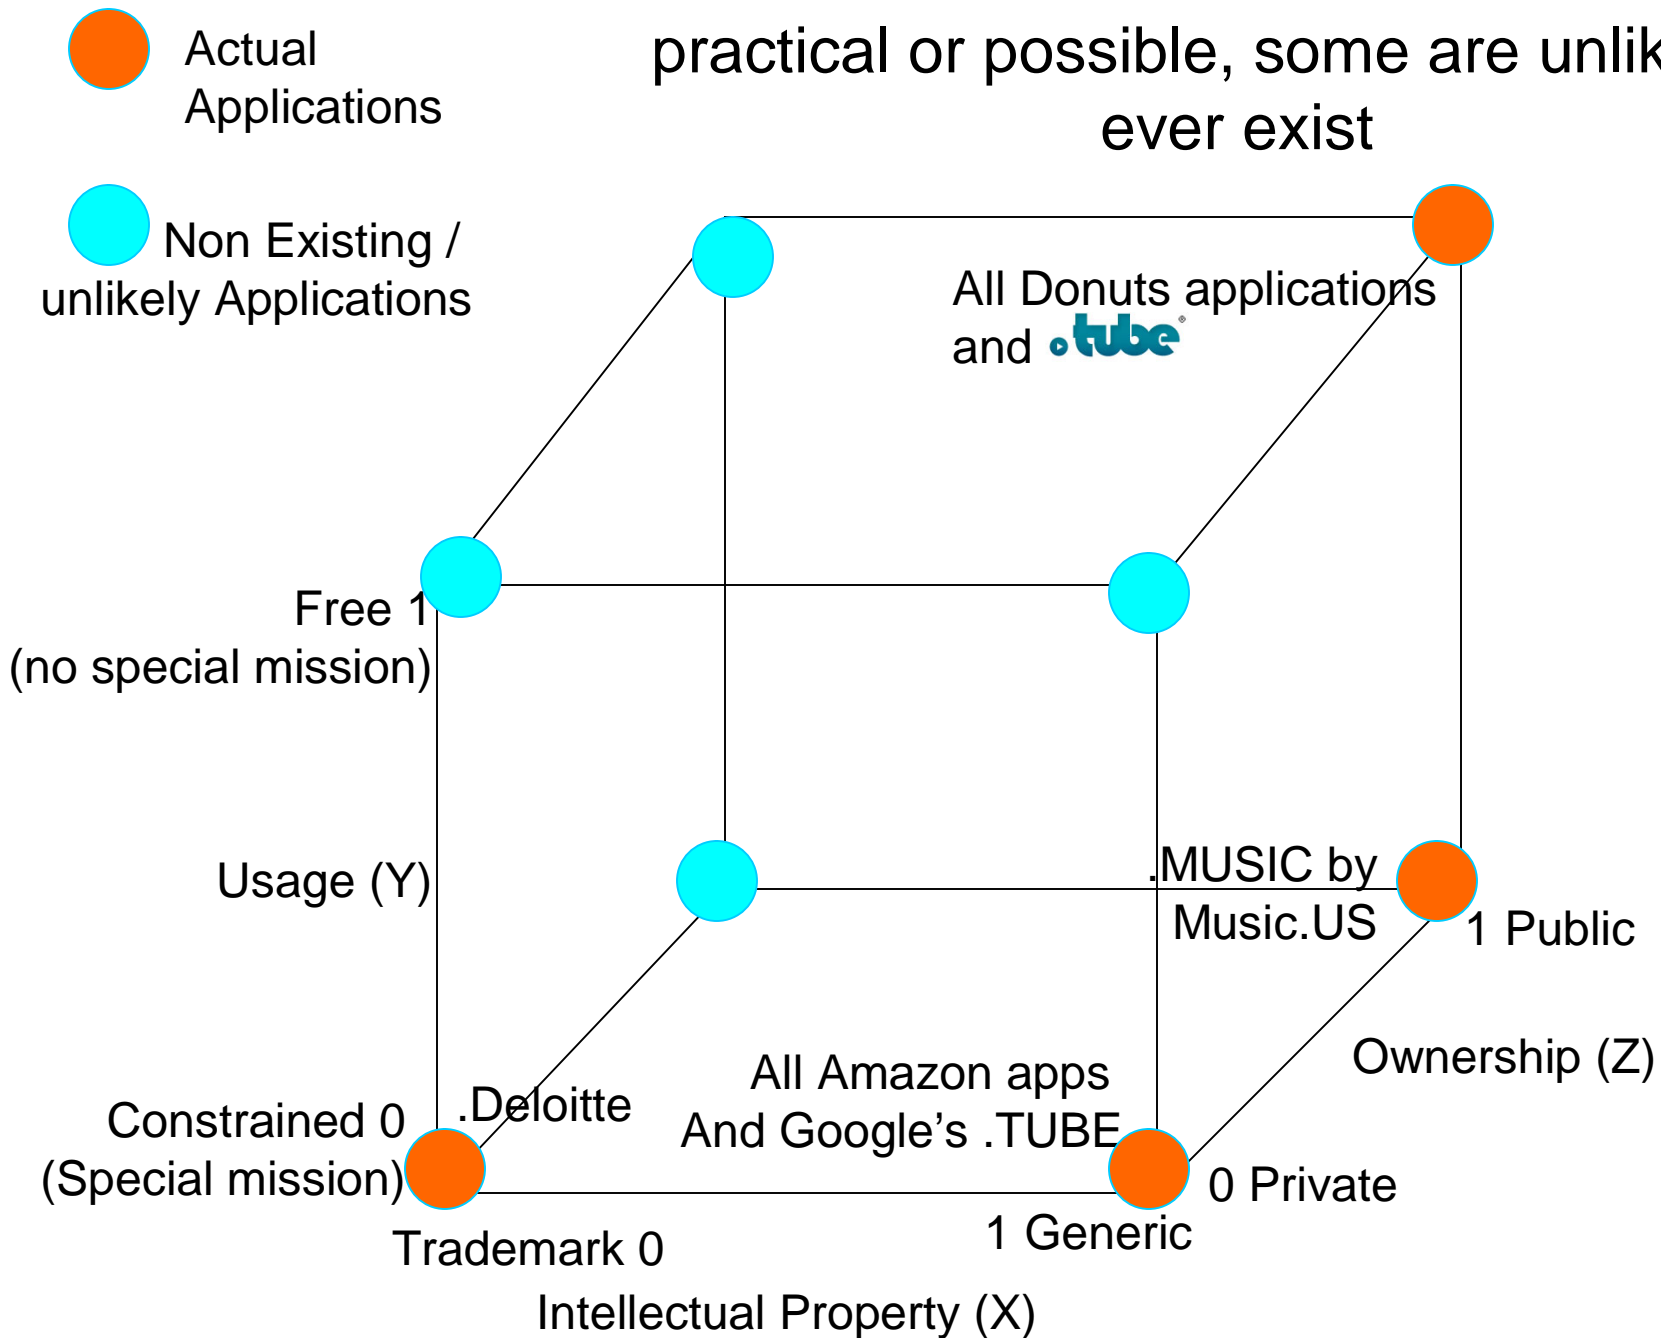 Actual
Applications
practical or possible, some are
ever exist
Non Existing /
unlikely Applications
All Donuts applications
and .tube®
Free 1
(no special mission)
Usage (Y)
.MUSIC by
Music.US
1 Public
Ownership (Z)
All Amazon apps
And Google’s .TUBE
.Deloitte
Constrained 0
(Special mission)
0 Private
Trademark 0
1 Generic
Intellectual Property (X)